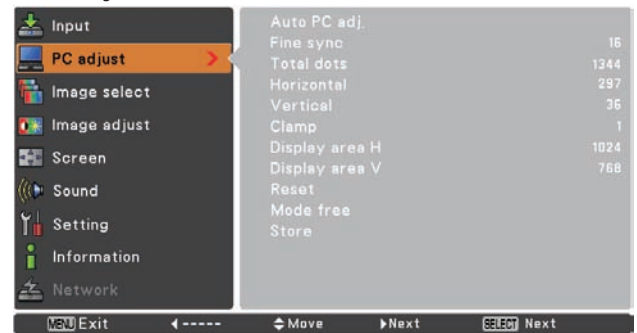 Input
PC adjust
Image select
Image adjust
Screen
Sound
Setting
Information
Network
Auto PC adj.
Fine sync 16
Total dots 1344
Horizontal 297
Vertical 36
Clamp 1
Display area H 1024
Display area V 768
Reset
Mode free
Store
MENU Exit ◀ ----- Move ▶Next SELECT Next